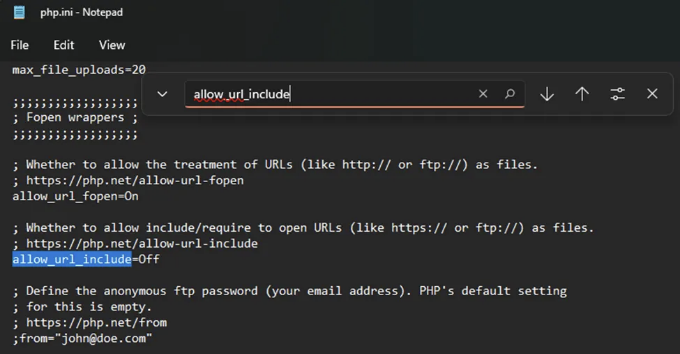 php.ini - Notepad
File Edit View
max_file_uploads=20
allow_url_include
;;;;;;;;;;;;;;;;;;
; Fopen wrappers ;
;;;;;;;;;;;;;;;;;;
; Whether to allow the treatment of URLs (like http:// or ftp://) as files.
; https://php.net/allow-url-fopen
allow_url_fopen=On
; Whether to allow include/require to open URLs (like https:// or ftp://) as files.
; https://php.net/allow-url-include
allow_url_include=Off
; Define the anonymous ftp password (your email address). PHP's default setting
; for this is empty.
; https://php.net/from
;from="john@doe.com"